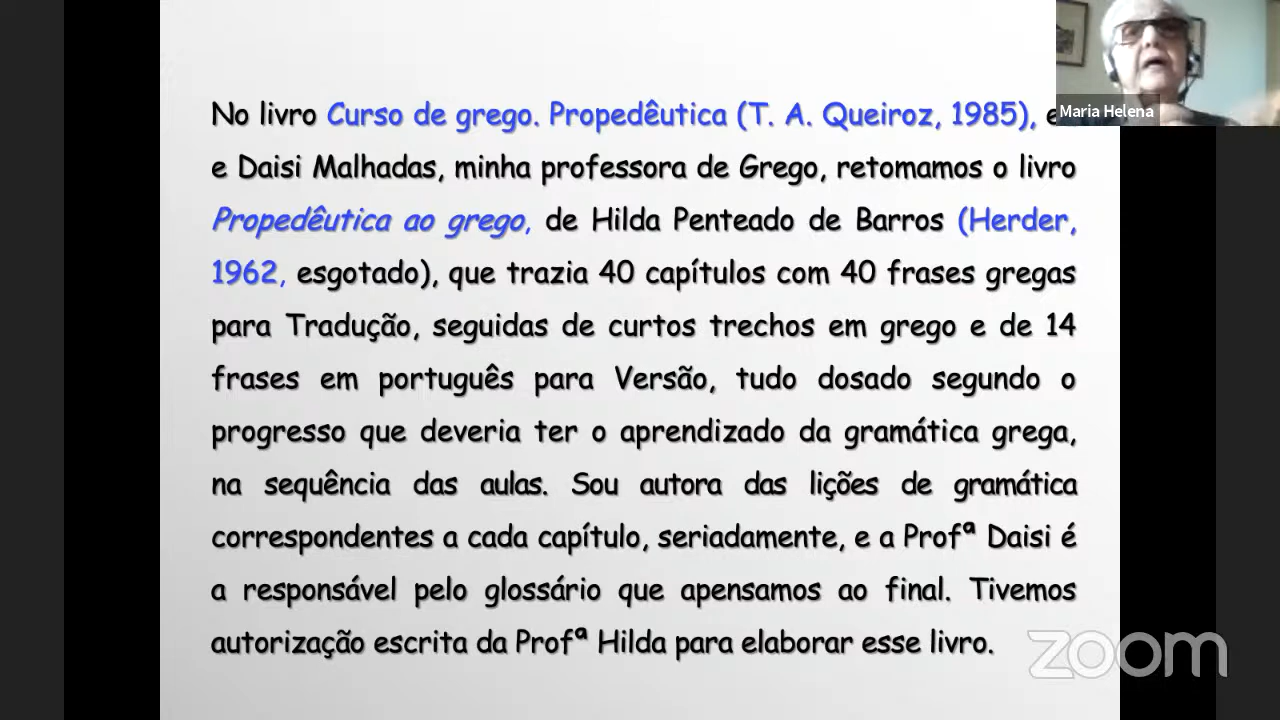 No livro Curso de grego. Propedêutica (T. A. Queiroz, 1985),
e Daisi Malhadas, minha professora de Grego, retomamos o livro
Propedêutica ao grego, de Hilda Penteado de Barros (Herder,
1962, esgotado), que trazia 40 capítulos com 40 frases gregas
para Tradução, seguidas de curtos trechos em grego e de 14
frases em português para Versão, tudo dosado segundo o
progresso que deveria ter o aprendizado da gramática grega,
na sequência das aulas. Sou autora das lições de gramática
correspondentes a cada capítulo, seriadamente, e a Profª Daisi é
a responsável pelo glossário que apensamos ao final. Tivemos
autorização escrita da Profª Hilda para elaborar esse livro.
Maria Helena
zoom